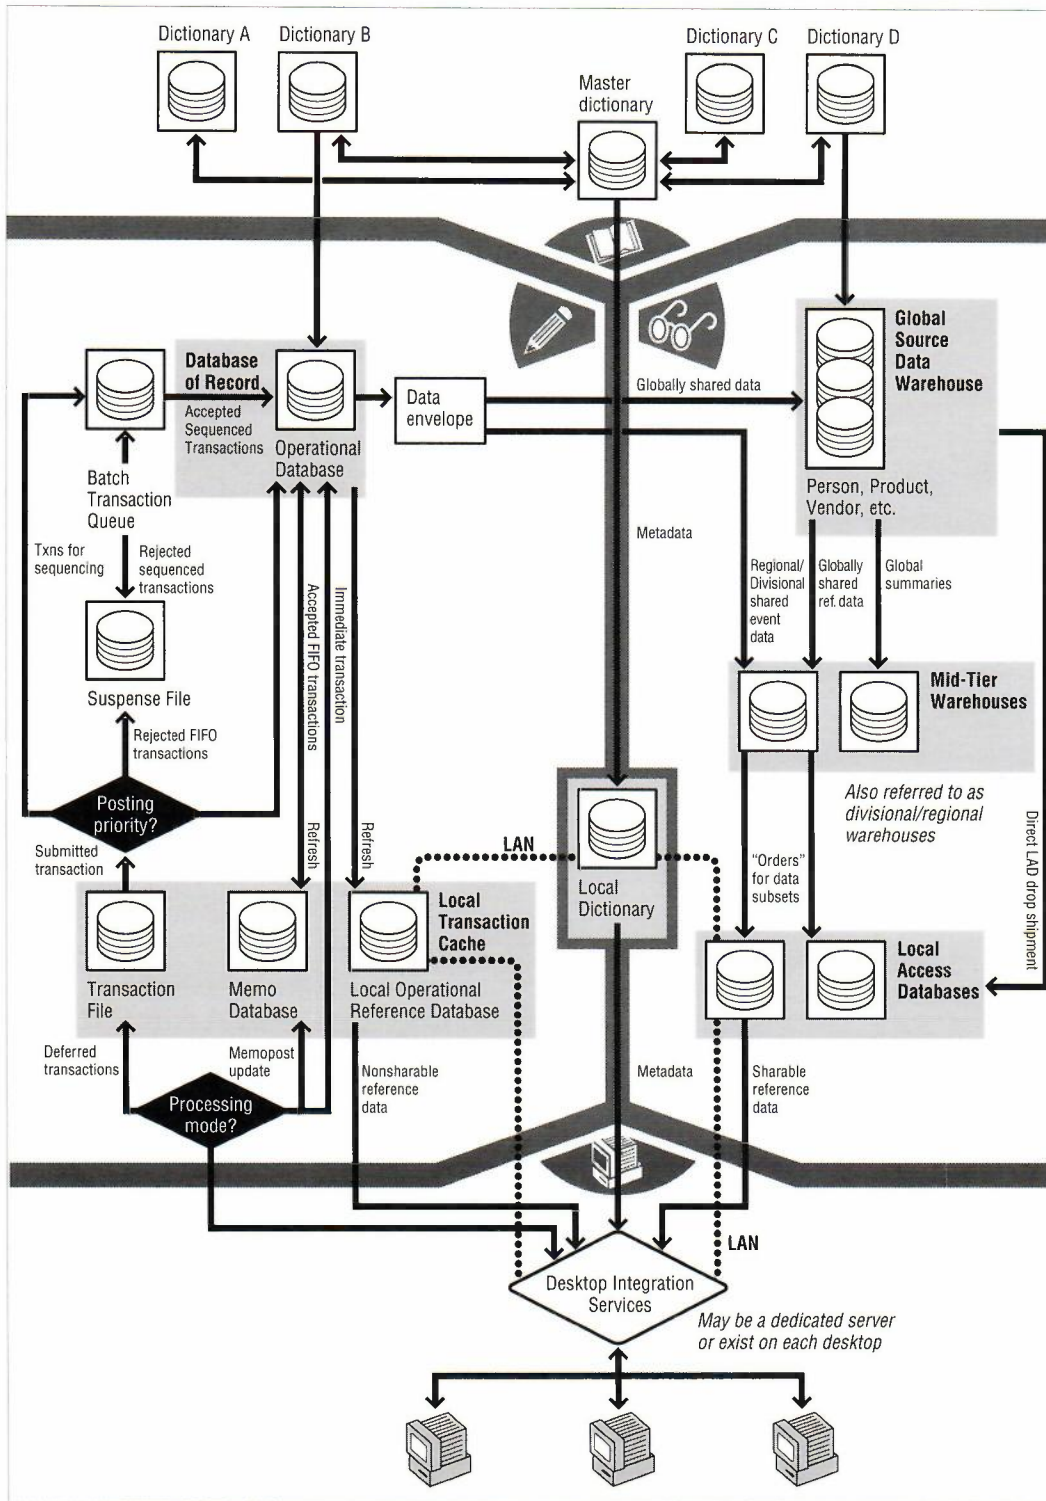 Dictionary A
Dictionary B
Dictionary C
Dictionary D
Master
dictionary
Database
of Record
Accepted
Sequenced
Transactions
Operational
Database
Data
envelope
Globally shared data
Global
Source
Data
Warehouse
Person, Product,
Vendor, etc.
Batch
Transaction
Queue
Txns for
sequencing
Rejected
sequenced
transactions
Suspense File
Rejected FIFO
transactions
Accepted FIFO transactions
Immediate transaction
Refresh
Refresh
Metadata
Regional/
Divisional
shared
event
data
Globally
shared
ref. data
Global
summaries
Mid-Tier
Warehouses
Also referred to as
divisional/regional
warehouses
Posting
priority?
Submitted
transaction
LAN
"Orders"
for data
subsets
Direct LAD drop shipment
Local
Transaction
Cache
Local
Dictionary
Local
Access
Databases
Transaction
File
Memo
Database
Local Operational
Reference Database
Deferred
transactions
Memopost
update
Nonsharable
reference
data
Metadata
Sharable
reference
data
Processing
mode?
LAN
Desktop Integration
Services
May be a dedicated server
or exist on each desktop